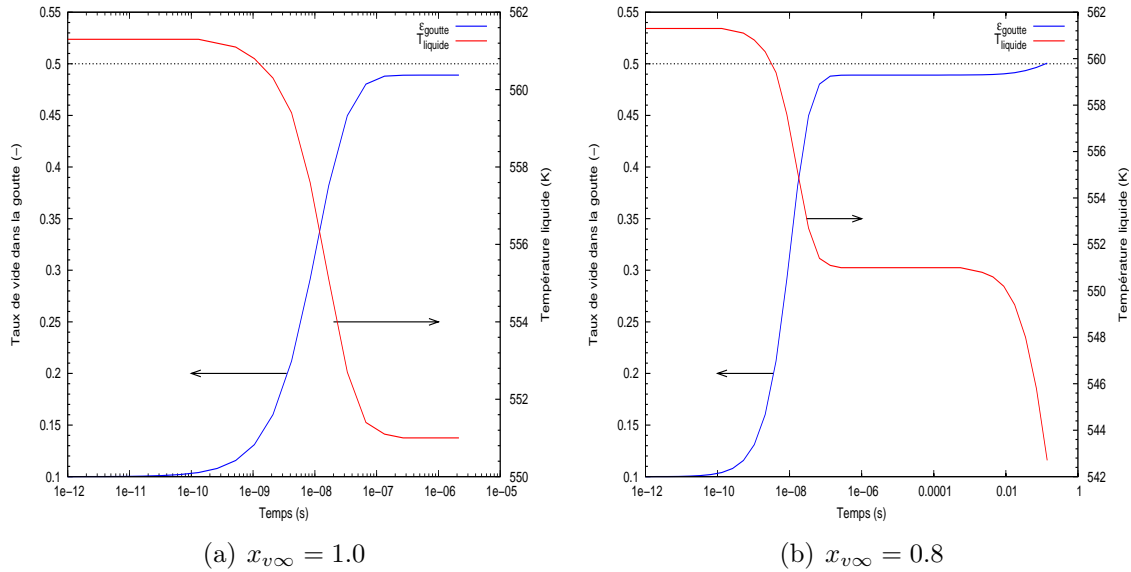 0.55
0.5
0.45
0.4
0.35
0.3
0.25
0.2
0.15
0.1
Taux de vide dans la goutte (−)
1e−12
1e−11
1e−10
1e−09
1e−08
1e−07
1e−06
1e−05
Temps (s)
562
560
558
556
554
552
550
Température liquide (K)
εgoutte
Tliquide
(a) xv∞ = 1.0
0.55
0.5
0.45
0.4
0.35
0.3
0.25
0.2
0.15
0.1
Taux de vide dans la goutte (−)
1e−12
1e−10
1e−08
1e−06
0.0001
0.01
1
Temps (s)
562
560
558
556
554
552
550
548
546
544
542
Température liquide (K)
εgoutte
Tliquide
(b) xv∞ = 0.8